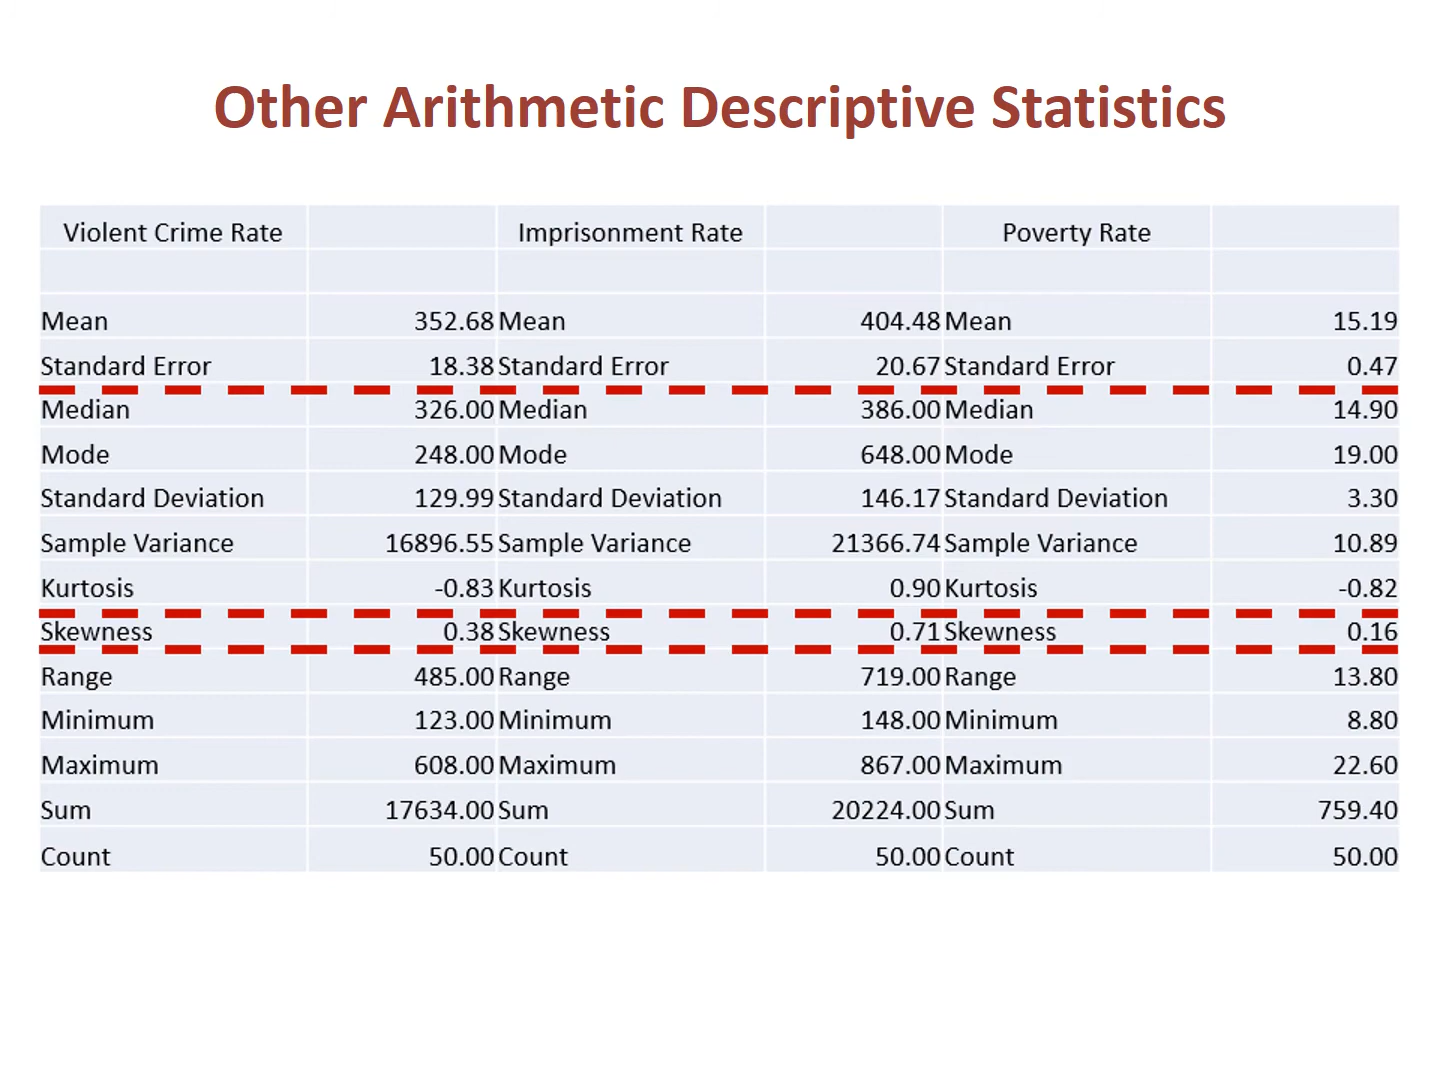 Other Arithmetic Descriptive Statistics
Violent Crime Rate Imprisonment Rate Poverty Rate
Mean 352.68 Mean 404.48 Mean 15.19
Standard Error 18.38 Standard Error 20.67 Standard Error 0.47
Median 326.00 Median 386.00 Median 14.90
Mode 248.00 Mode 648.00 Mode 19.00
Standard Deviation 129.99 Standard Deviation 146.17 Standard Deviation 3.30
Sample Variance 16896.55 Sample Variance 21366.74 Sample Variance 10.89
Kurtosis -0.83 Kurtosis 0.90 Kurtosis -0.82
Skewness 0.38 Skewness 0.71 Skewness 0.16
Range 485.00 Range 719.00 Range 13.80
Minimum 123.00 Minimum 148.00 Minimum 8.80
Maximum 608.00 Maximum 867.00 Maximum 22.60
Sum 17634.00 Sum 20224.00 Sum 759.40
Count 50.00 Count 50.00 Count 50.00